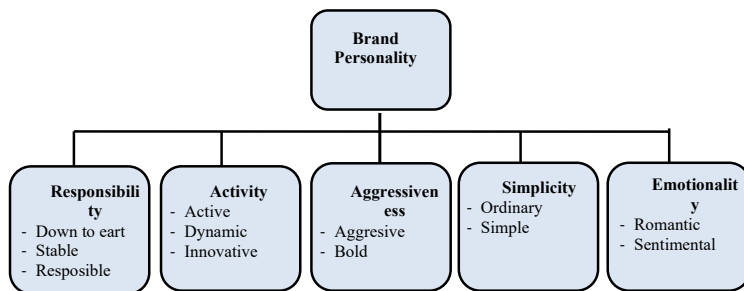 Brand
Personality
Responsibili
ty
- Down to eart
- Stable
- Resposible
Activity
- Active
- Dynamic
- Innovative
Aggressiven
ess
- Aggresive
- Bold
Simplicity
- Ordinary
- Simple
Emotionalit
y
- Romantic
- Sentimental